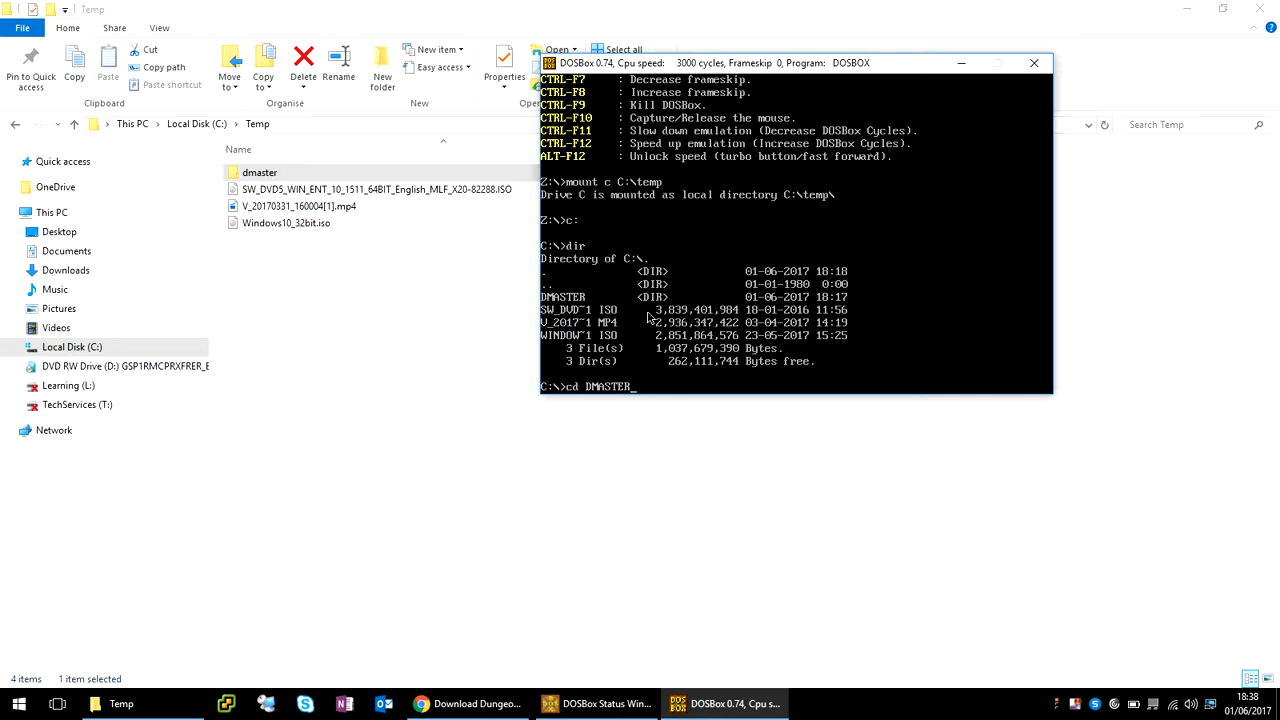 Temp
File
Home
Share
View
Pin to Quick access
Copy
Paste
Cut
Copy path
Paste shortcut
Clipboard
Move to
Copy to
Delete
Rename
Organise
New folder
New item
Easy access
New
Properties
Open
Select all
This PC
Local Disk (C:)
Temp
Search Temp
Quick access
OneDrive
This PC
Desktop
Documents
Downloads
Music
Pictures
Videos
Local Disk (C:)
DVD RW Drive (D:) GSP1RMCPRXFRER_E
Learning (L:)
TechServices (T:)
Network
Name
dmaster
SW_DVD5_WIN_ENT_10_1511_64BIT_English_MLF_X20-82288.ISO
V_20170331_160004[1].mp4
Windows10_32bit.iso
DOSBox 0.74, Cpu speed: 3000 cycles, Frameskip 0, Program: DOSBOX
CTRL-F7 : Decrease frameskip.
CTRL-F8 : Increase frameskip.
CTRL-F9 : Kill DOSBox.
CTRL-F10 : Capture/Release the mouse.
CTRL-F11 : Slow down emulation (Decrease DOSBox Cycles).
CTRL-F12 : Speed up emulation (Increase DOSBox Cycles).
ALT-F12 : Unlock speed (turbo button/fast forward).
Z:\>mount c C:\temp
Drive C is mounted as local directory C:\temp\
Z:\>c:
C:\>dir
Directory of C:\.
. <DIR> 01-06-2017 18:18
.. <DIR> 01-01-1980 0:00
DMASTER <DIR> 01-06-2017 18:17
SW_DVD~1 ISO 3,839,401,984 18-01-2016 11:56
V_2017~1 MP4 2,936,347,422 03-04-2017 14:19
WINDOW~1 ISO 2,851,864,576 23-05-2017 15:25
3 File(s) 1,037,679,390 Bytes.
3 Dir(s) 262,111,744 Bytes free.
C:\>cd DMASTER_
4 items 1 item selected
Temp
Download Dungeo...
DOSBox Status Win...
DOSBox 0.74, Cpu s...
18:38
01/06/2017